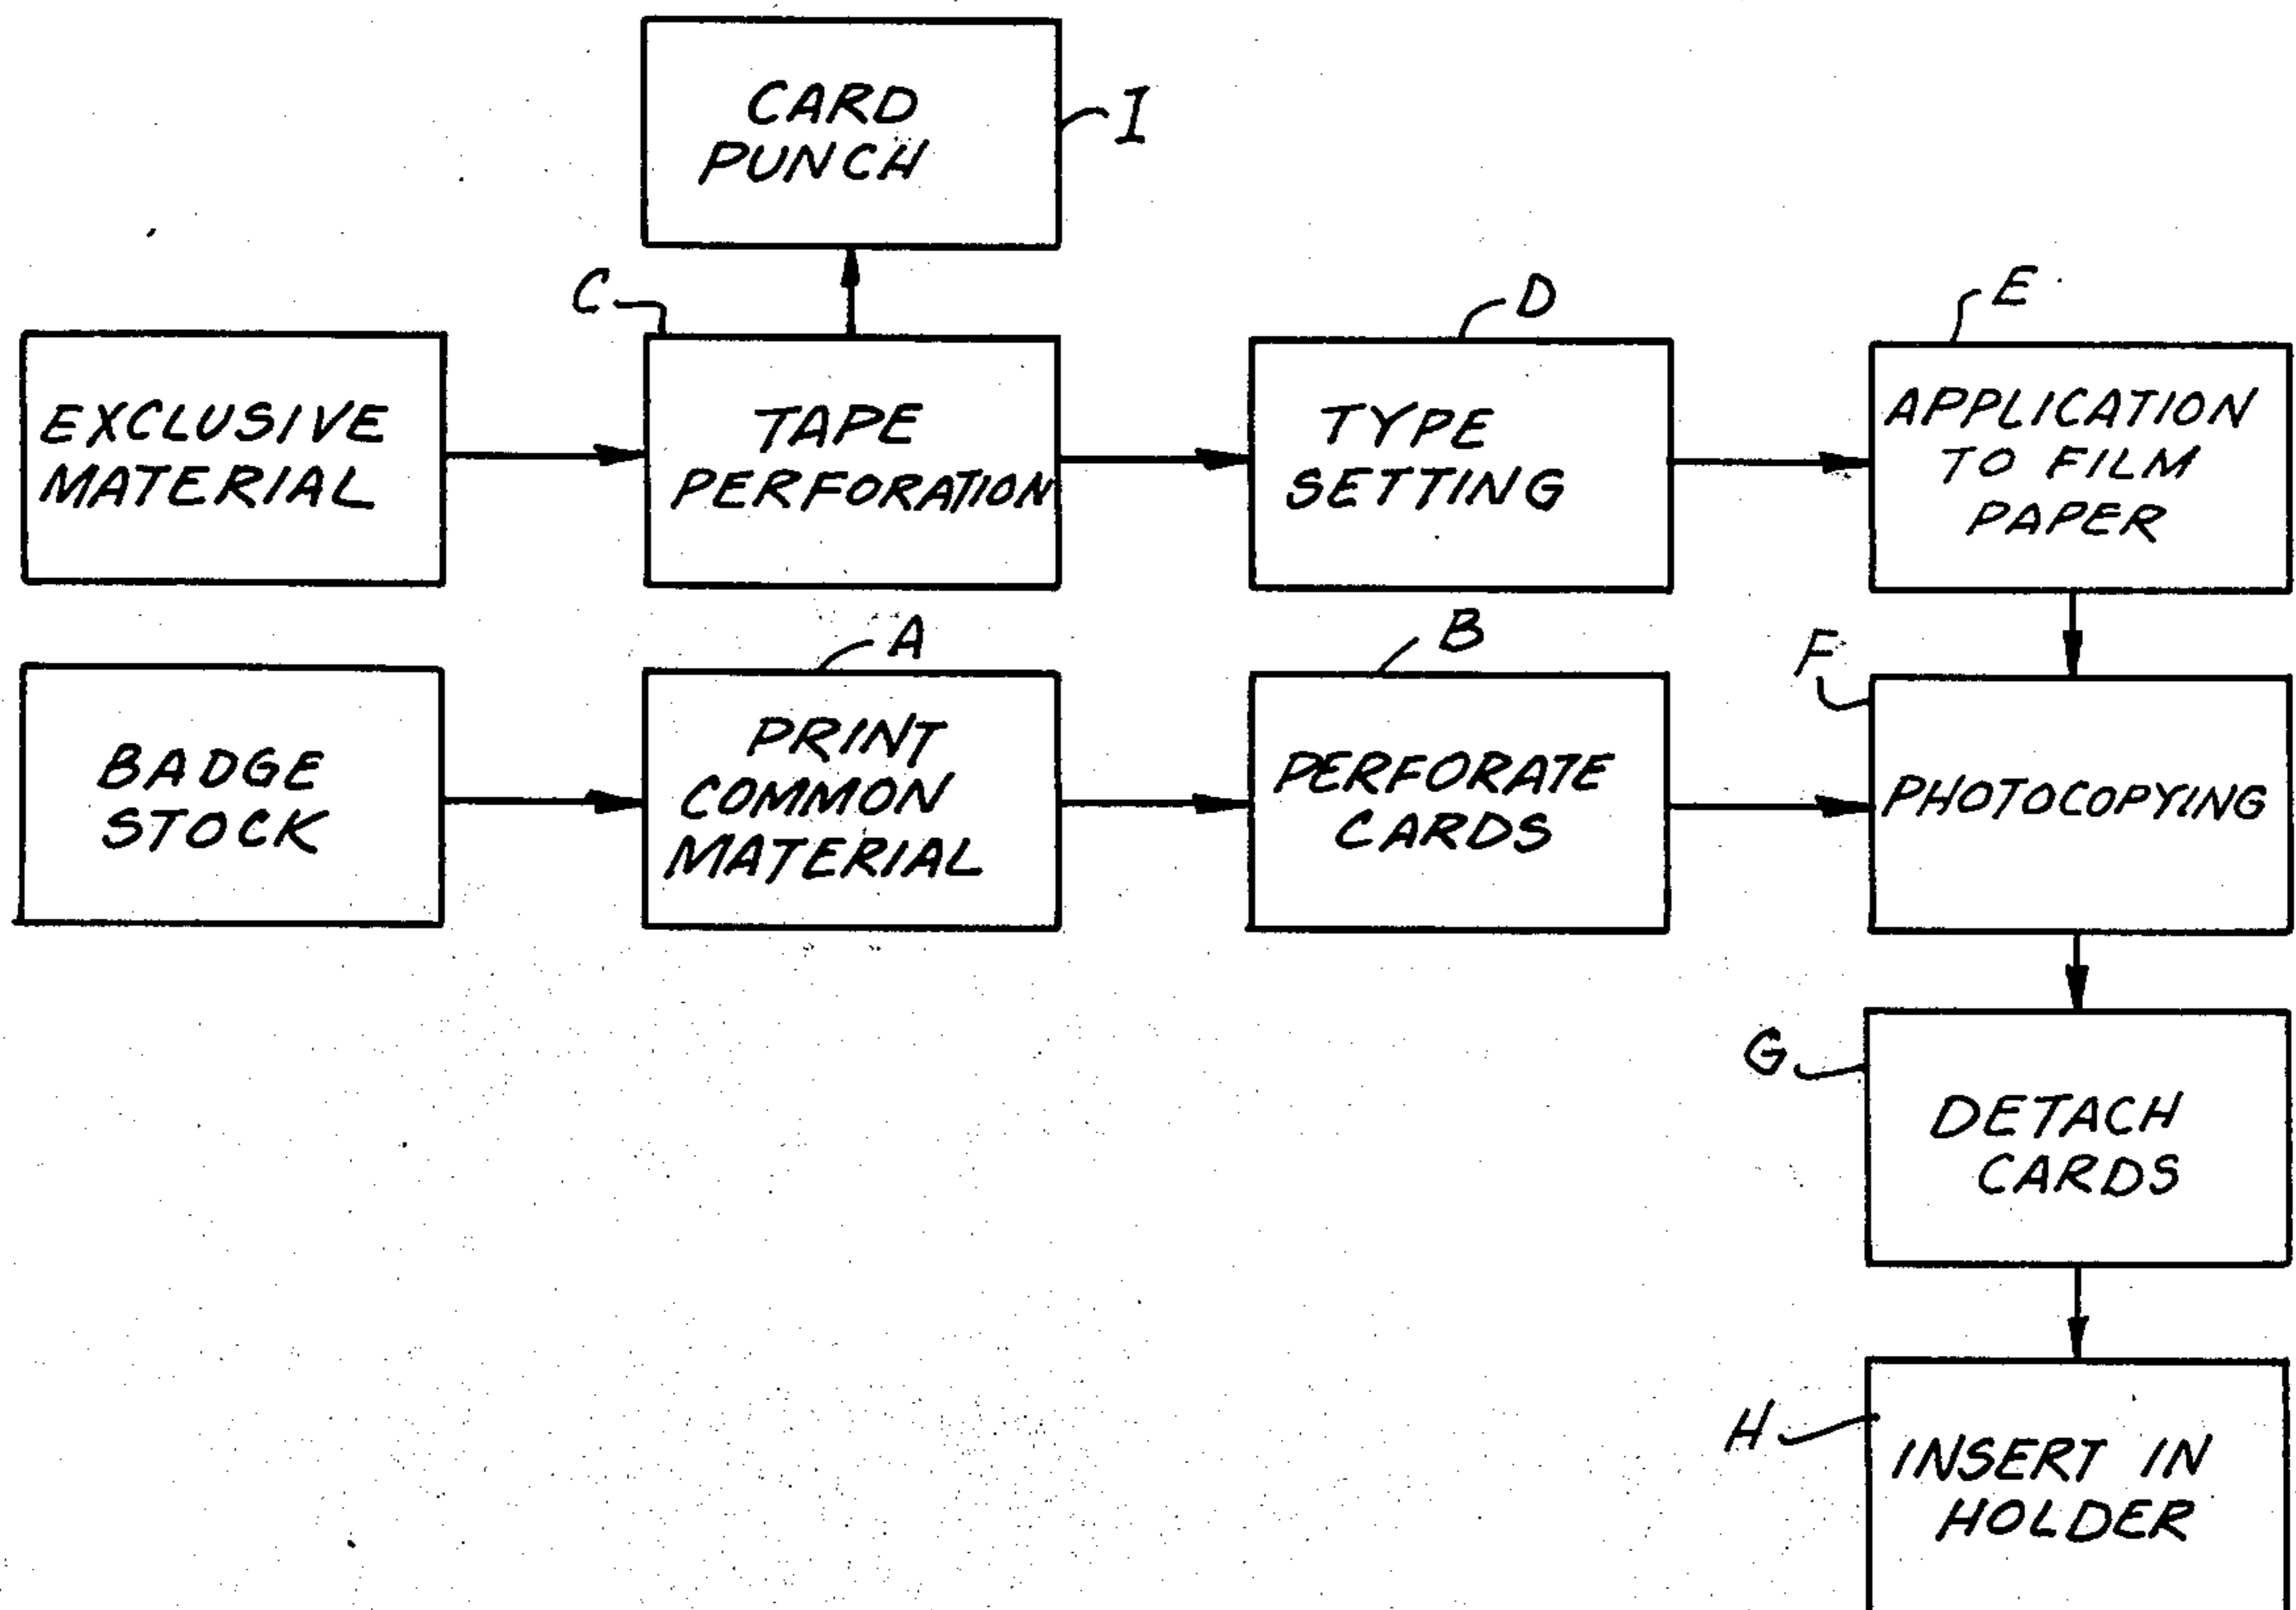 CARD
PUNCH
I
C
D
E
EXCLUSIVE
MATERIAL
TAPE
PERFORATION
TYPE
SETTING
APPLICATION
TO FILM
PAPER
A
B
F
BADGE
STOCK
PRINT
COMMON
MATERIAL
PERFORATE
CARDS
PHOTOCOPYING
G
DETACH
CARDS
H
INSERT IN
HOLDER